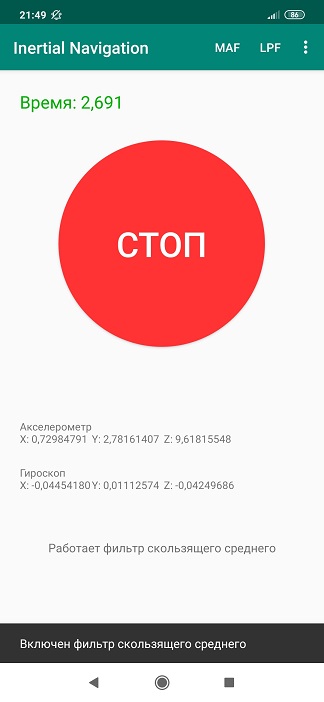 21:49 86
Inertial Navigation MAF LPF
Время: 2,691
СТОП
Акселерометр
X: 0,72984791 Y: 2,78161407 Z: 9,61815548
Гироскоп
X: -0,04454180 Y: 0,01112574 Z: -0,04249686
Работает фильтр скользящего среднего
Включен фильтр скользящего среднего